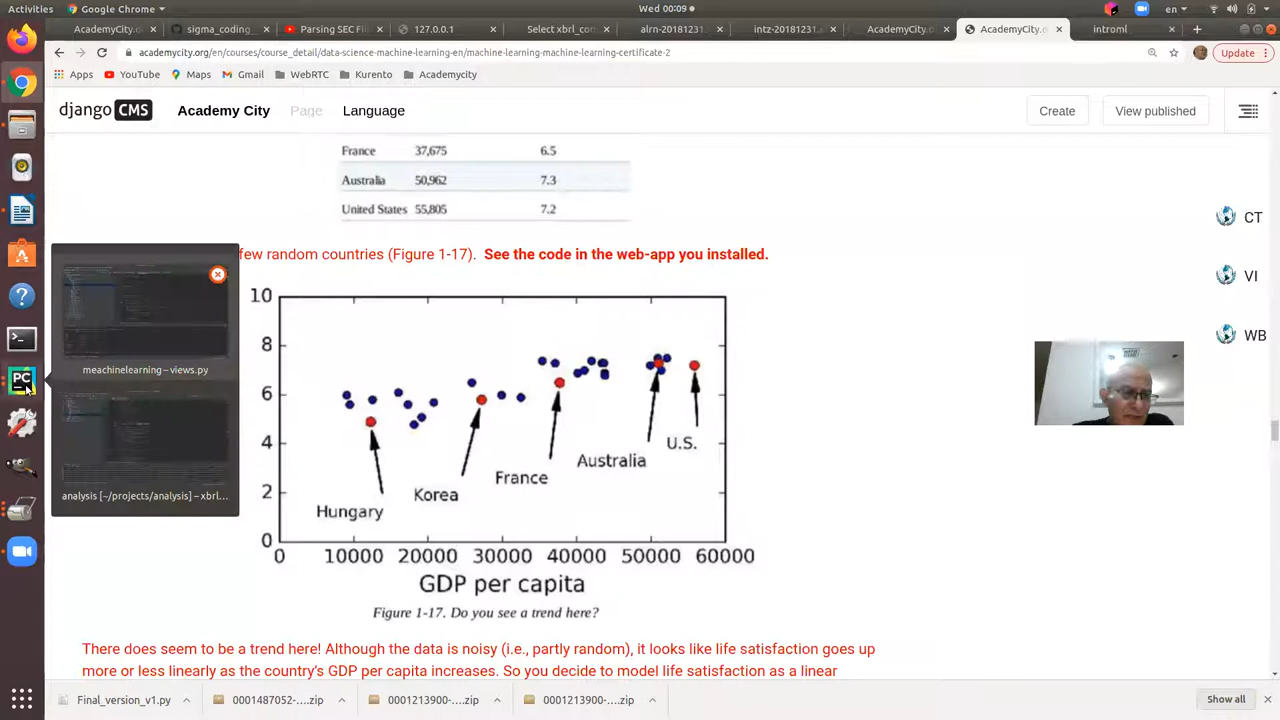 Activities
Google Chrome
Wed 00:09
en
AcademyCity.
sigma_coding_
Parsing SEC Fi
127.0.0.1
Select xbrl_com
alrn-20181231.
intz-20181231.
AcademyCity.
AcademyCity.d
introml
academycity.org/en/courses/course_detail/data-science-machine-learning-en/machine-learning-machine-learning-certificate-2
Update
Apps
YouTube
Maps
Gmail
WebRTC
Kurento
Academycity
django CMS
Academy City
Page
Language
Create
View published
France 37,675 6.5
Australia 50,962 7.3
United States 55,805 7.2
CT
VI
WB
few random countries (Figure 1-17). See the code in the web-app you installed.
meachinelearning – views.py
analysis [~/projects/analysis] – xbrl...
PC
10
8
6
4
2
0
Hungary
Korea
France
Australia
U.S.
0 10000 20000 30000 40000 50000 60000
GDP per capita
Figure 1-17. Do you see a trend here?
There does seem to be a trend here! Although the data is noisy (i.e., partly random), it looks like life satisfaction goes up
more or less linearly as the country's GDP per capita increases. So you decide to model life satisfaction as a linear
Final_version_v1.py
0001487052-....zip
0001213900-....zip
0001213900-....zip
Show all